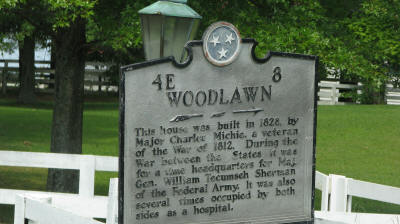 4E 8
WOODLAWN
This house was built in 1828, by
Major Charles Michie, a veteran
of the War of 1812. During the
War between the States it was
for a time headquarters for Maj.
Gen. William Tecumseh Sherman
of the Federal Army. It was also
several times occupied by both
sides as a hospital.